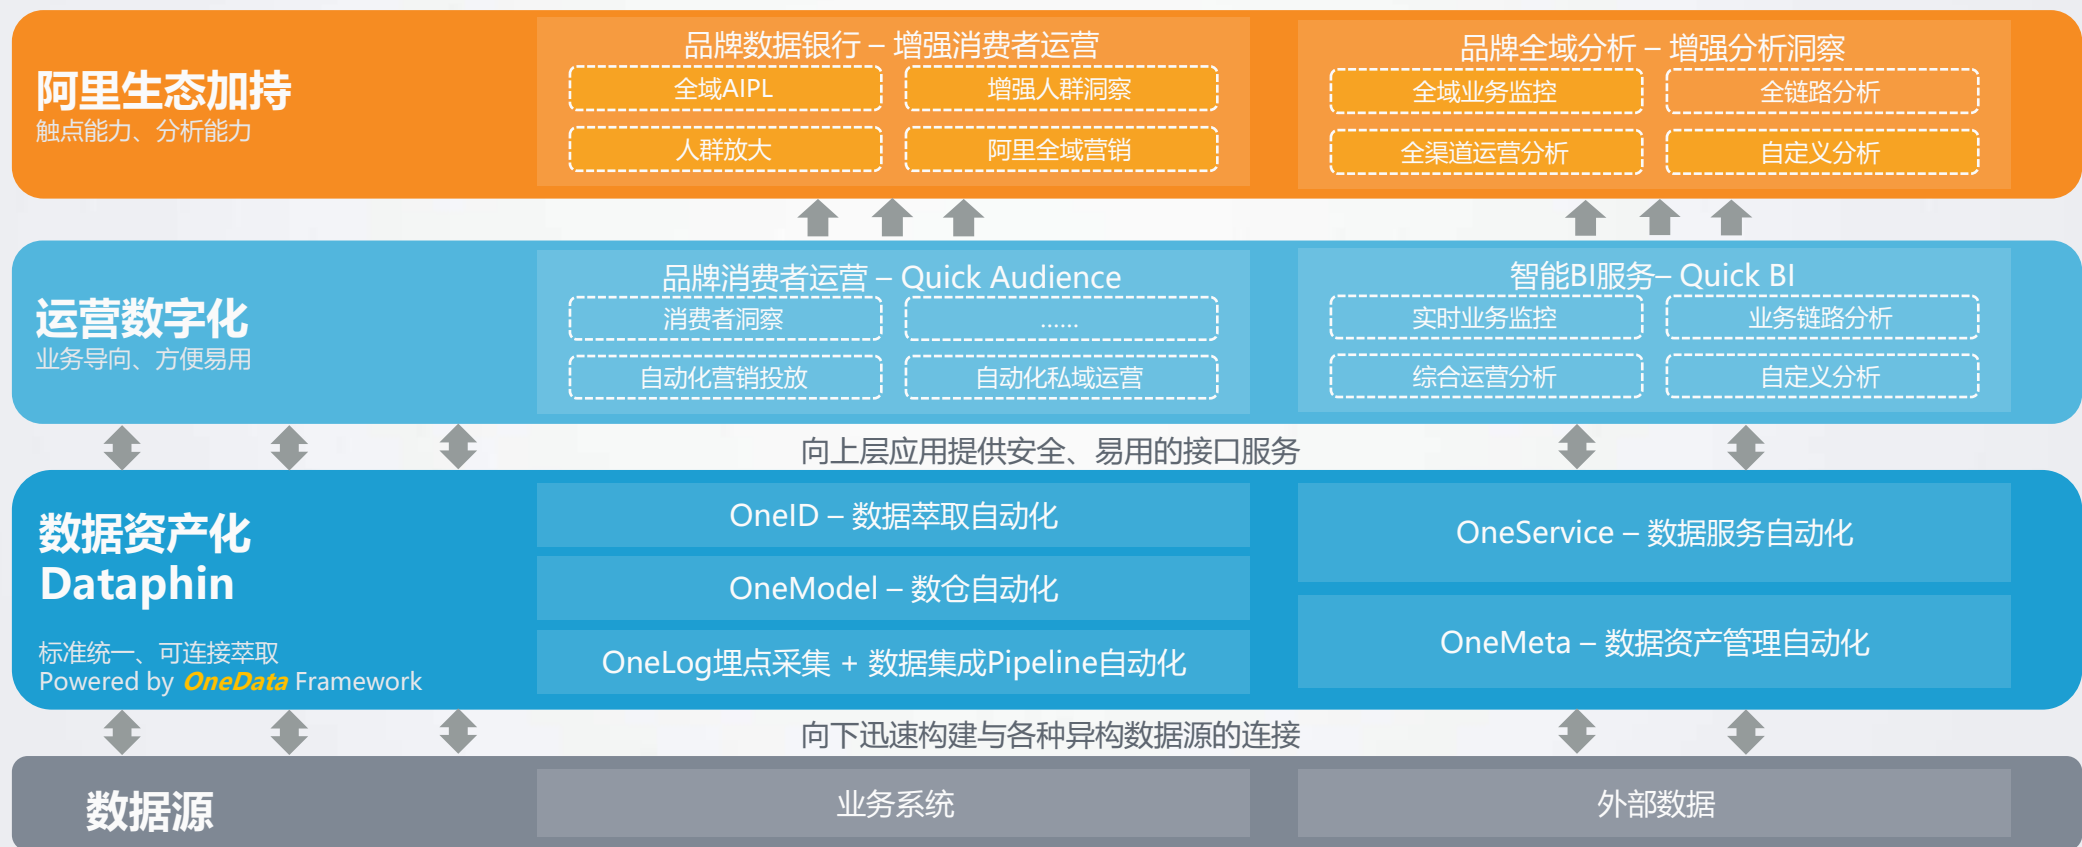 阿里生态加持
触点能力、分析能力
品牌数据银行 – 增强消费者运营
全域AIPL
增强人群洞察
人群放大
阿里全域营销
品牌全域分析 – 增强分析洞察
全域业务监控
全链路分析
全渠道运营分析
自定义分析
运营数字化
业务导向、方便易用
品牌消费者运营 – Quick Audience
消费者洞察
......
自动化营销投放
自动化私域运营
智能BI服务– Quick BI
实时业务监控
业务链路分析
综合运营分析
自定义分析
向上层应用提供安全、易用的接口服务
数据资产化
Dataphin
标准统一、可连接萃取
Powered by OneData Framework
OneID – 数据萃取自动化
OneModel – 数仓自动化
OneLog埋点采集 + 数据集成Pipeline自动化
OneService – 数据服务自动化
OneMeta – 数据资产管理自动化
向下迅速构建与各种异构数据源的连接
数据源
业务系统
外部数据